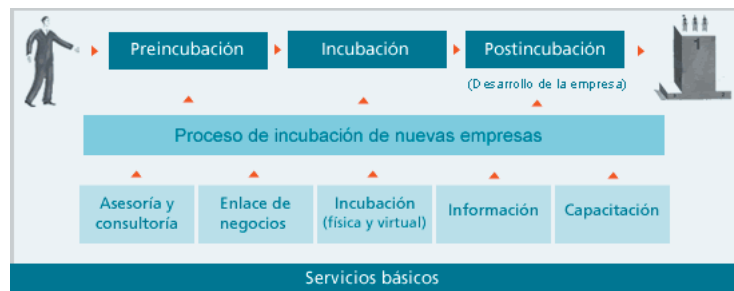 Preincubación
Incubación
Postincubación
1
(Desarrollo de la empresa)
Proceso de incubación de nuevas empresas
Asesoría y
consultoría
Enlace de
negocios
Incubación
(física y virtual)
Información
Capacitación
Servicios básicos